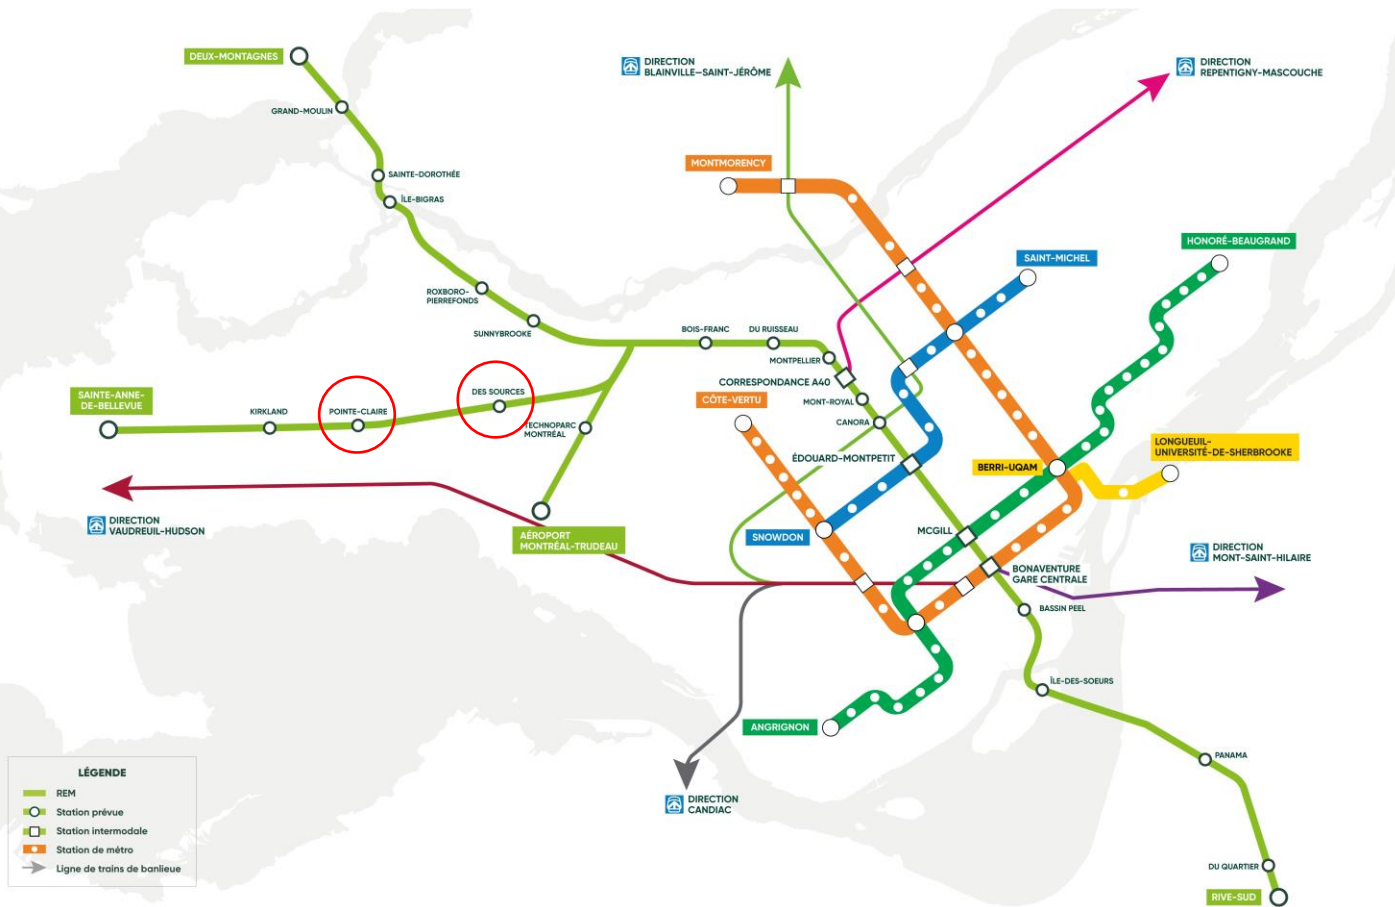 DEUX-MONTAGNES
GRAND-MOULIN
SAINTE-DOROTHÉE
ÎLE-BIGRAS
ROXBORO-
PIERREFONDS
SUNNYBROOKE
BOIS-FRANC
DU RUISSEAU
MONTPELLIER
CORRESPONDANCE A40
MONT-ROYAL
CANORA
ÉDOUARD-MONTPETIT
MCGILL
BONAVENTURE
GARE CENTRALE
BASSIN PEEL
ÎLE-DES-SOEURS
PANAMA
DU QUARTIER
RIVE-SUD
SAINTE-ANNE-
DE-BELLEVUE
KIRKLAND
POINTE-CLAIRE
DES SOURCES
TECHNOPARC
MONTRÉAL
AÉROPORT
MONTRÉAL-TRUDEAU
DIRECTION
BLAINVILLE—SAINT-JÉRÔME
DIRECTION
REPENTIGNY-MASCOUCHE
MONTMORENCY
SAINT-MICHEL
HONORÉ-BEAUGRAND
CÔTE-VERTU
BERRI-UQAM
LONGUEUIL-
UNIVERSITÉ-DE-SHERBROOKE
SNOWDON
ANGRIGNON
DIRECTION
VAUDREUIL-HUDSON
DIRECTION
MONT-SAINT-HILAIRE
DIRECTION
CANDIAC
LÉGENDE
REM
Station prévue
Station intermodale
Station de métro
Ligne de trains de banlieue